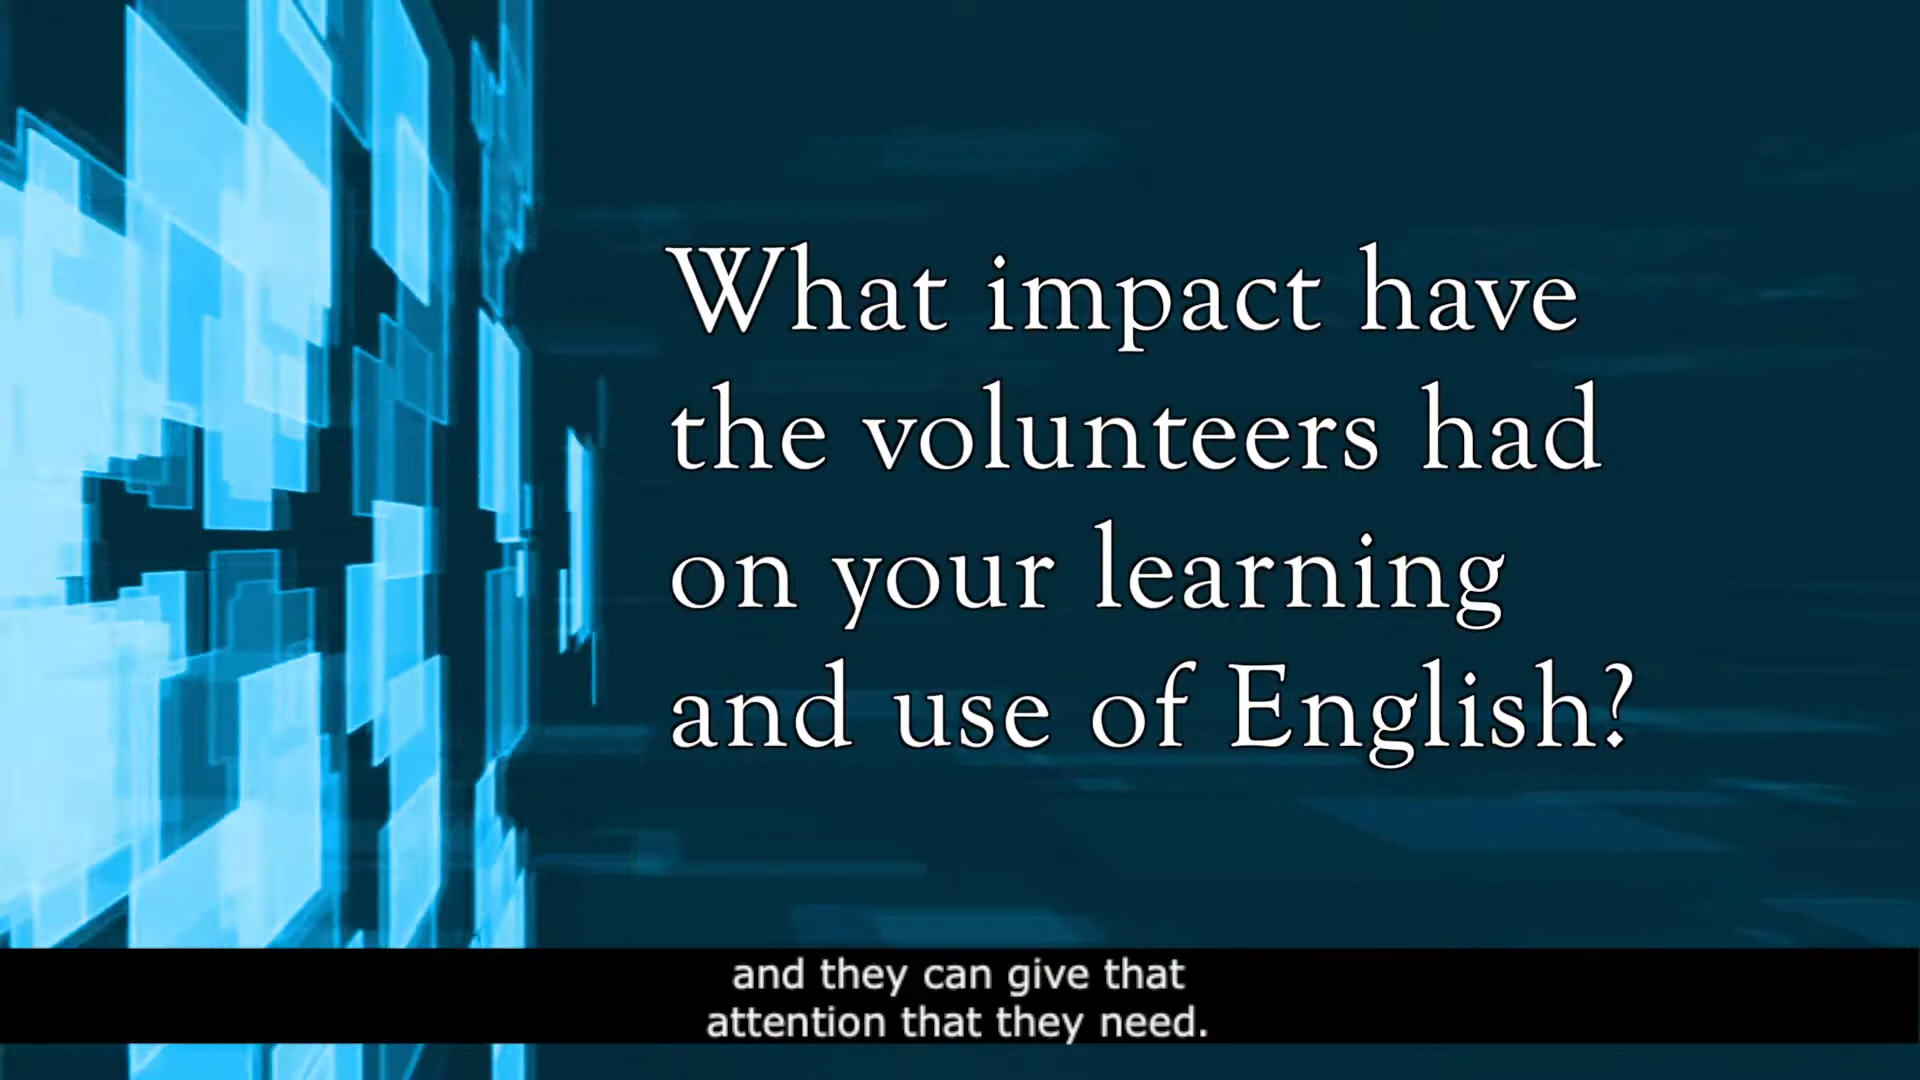 What impact have
the volunteers had
on your learning
and use of English?
and they can give that
attention that they need.